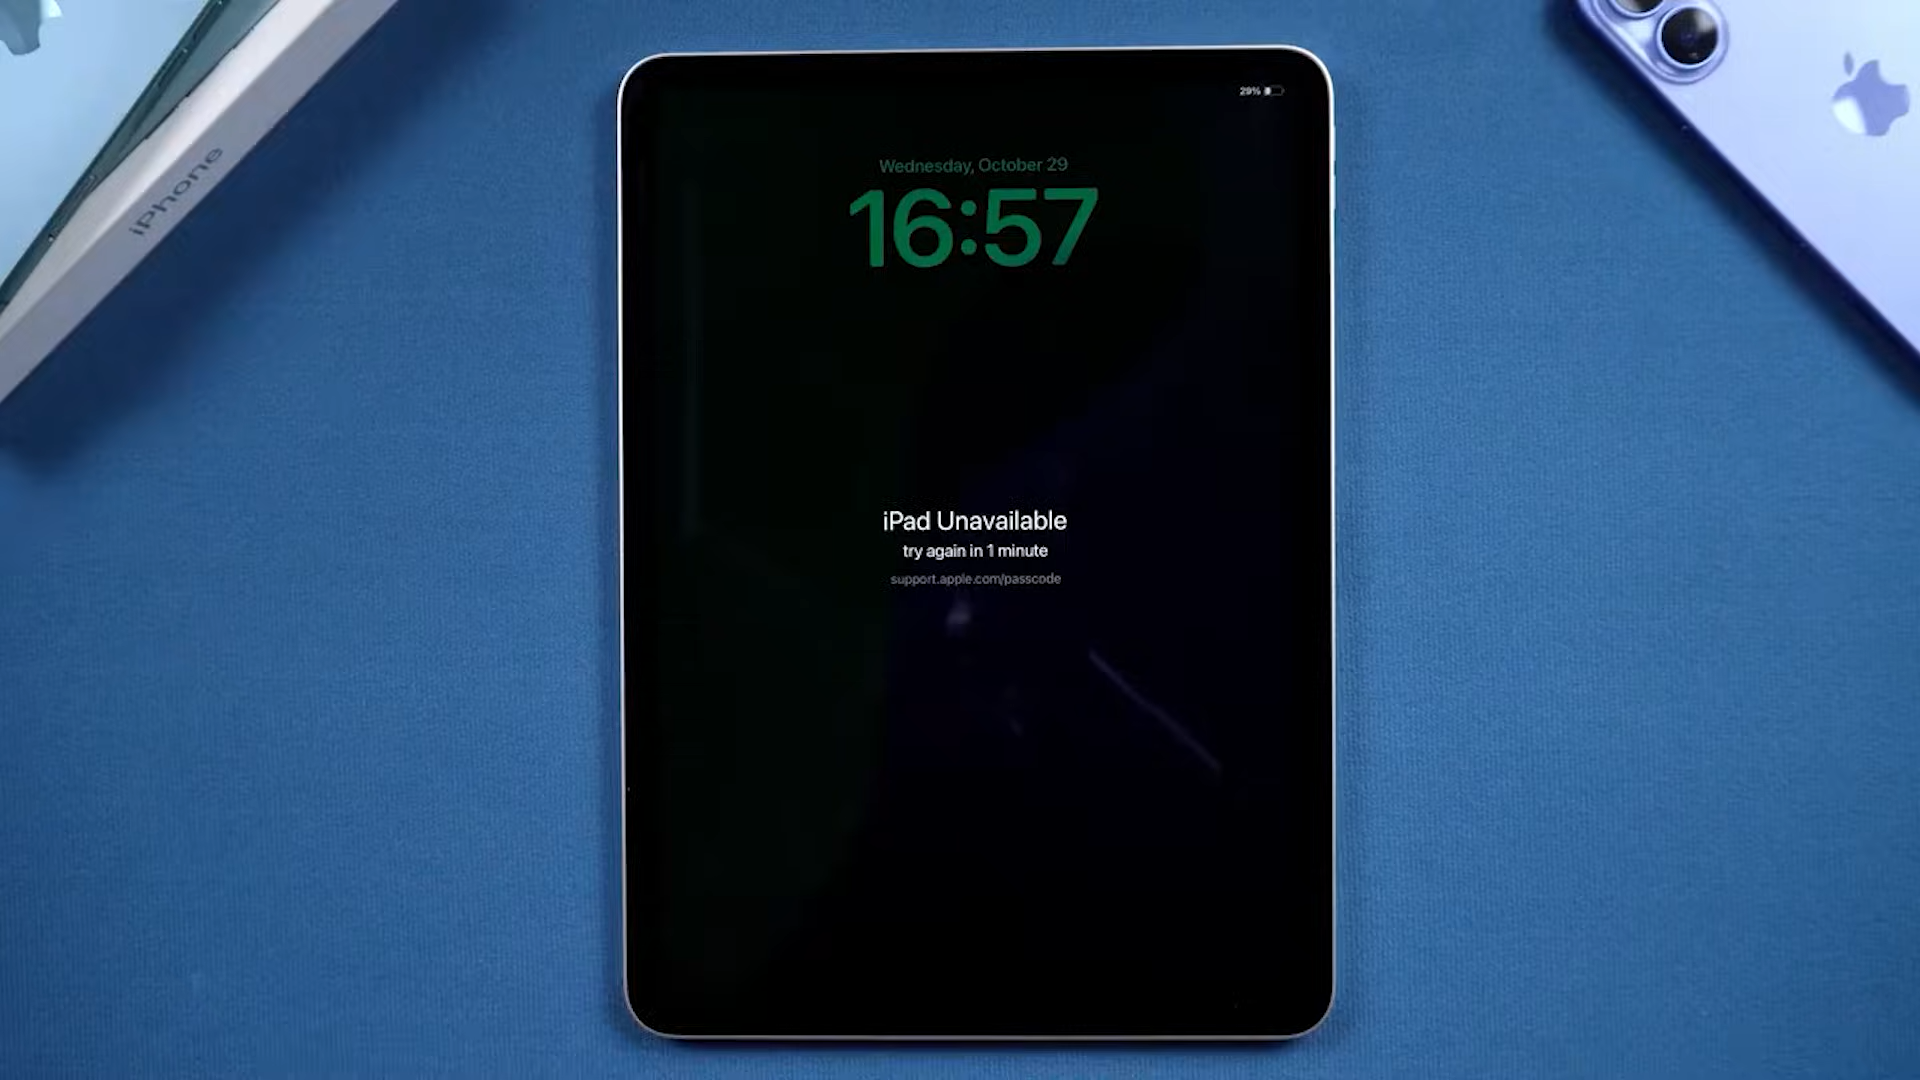 iPhone
29%
Wednesday, October 29
16:57
iPad Unavailable
try again in 1 minute
support.apple.com/passcode